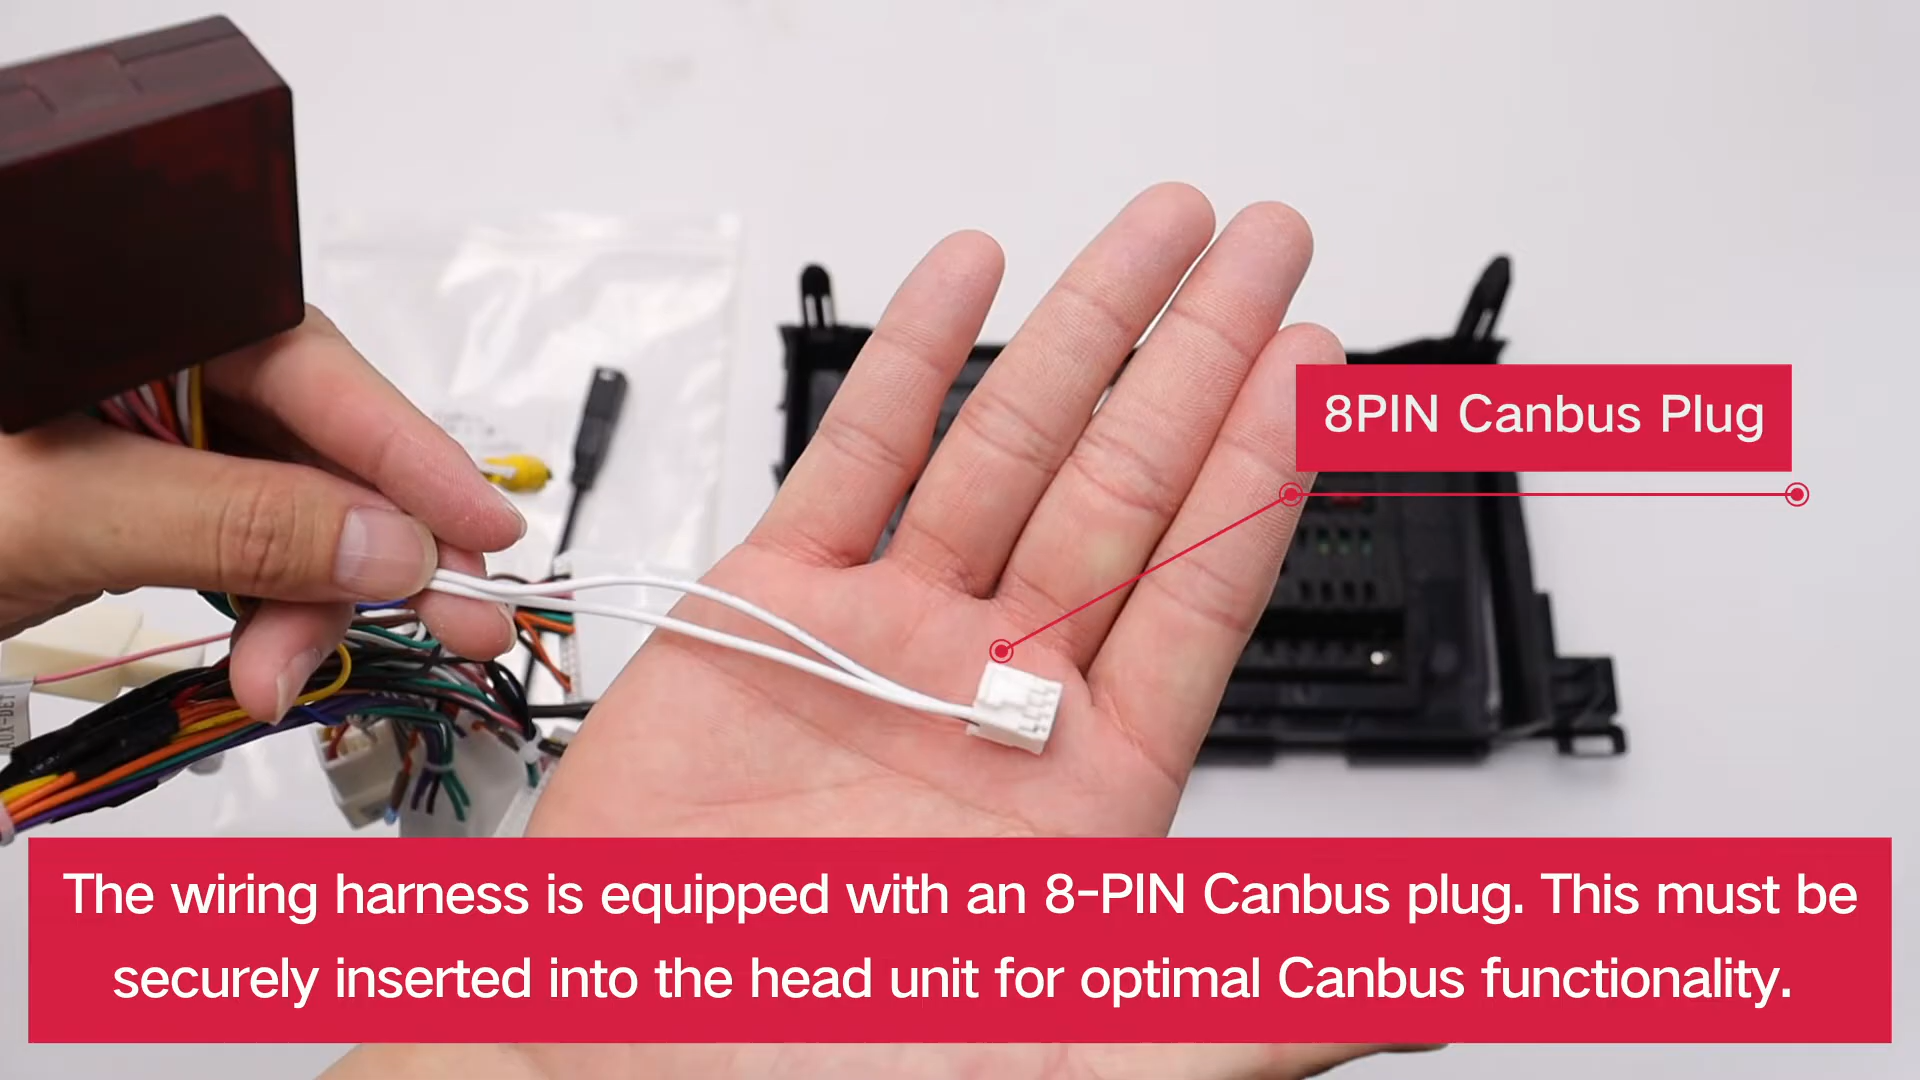 8PIN Canbus Plug
AUX-DET
The wiring harness is equipped with an 8-PIN Canbus plug. This must be
securely inserted into the head unit for optimal Canbus functionality.